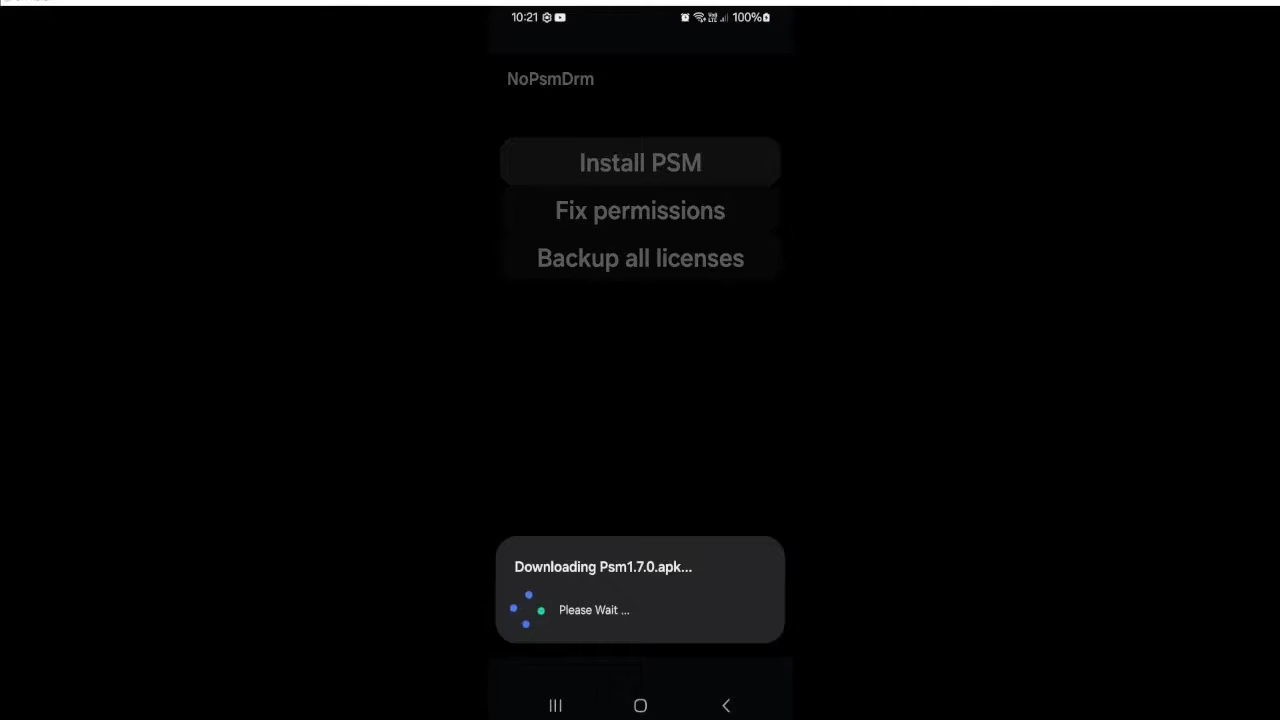 10:21 100%
NoPsmDrm
Install PSM
Fix permissions
Backup all licenses
Downloading Psm1.7.0.apk...
Please Wait ...